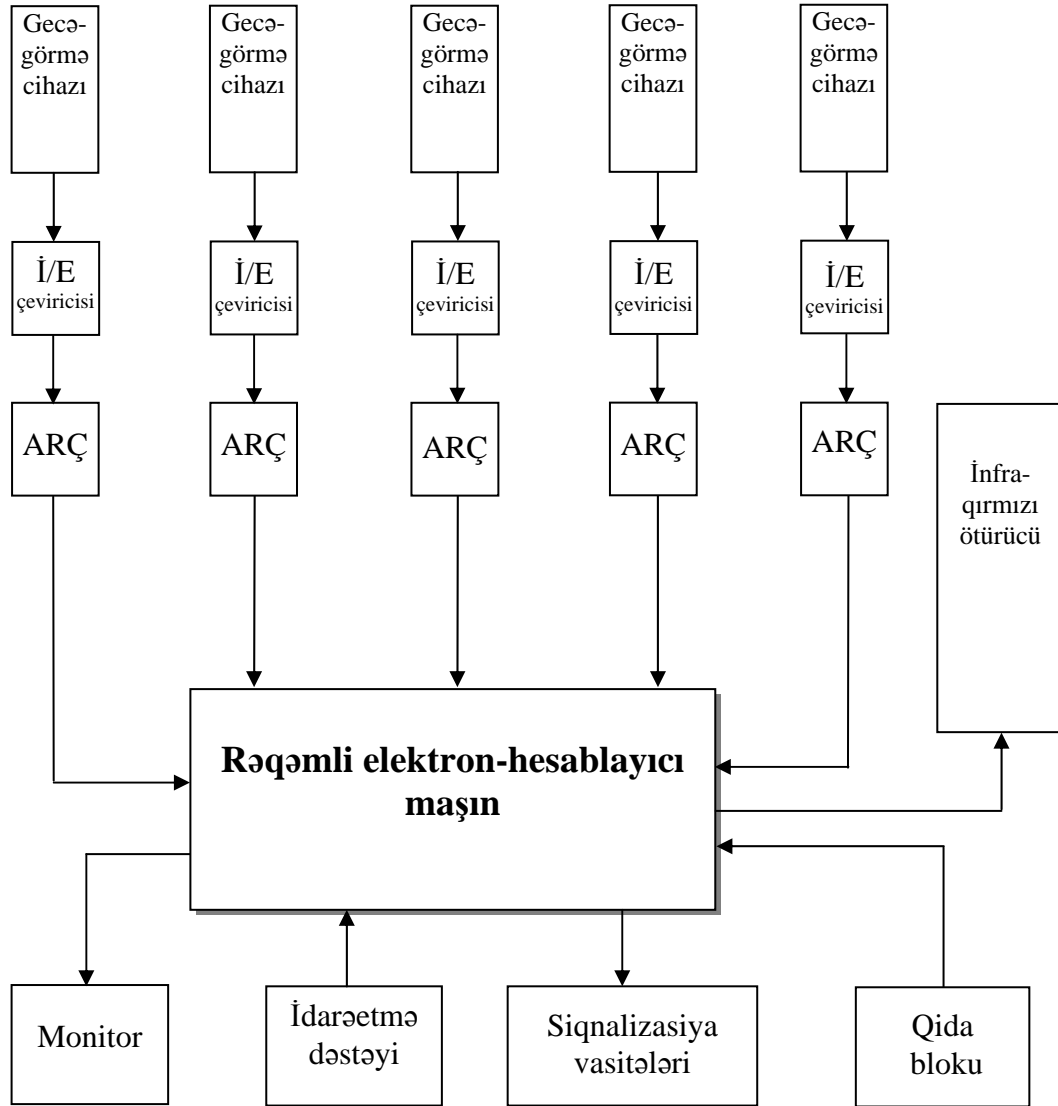 Gecə-
görmə
cihazı
Gecə-
görmə
cihazı
Gecə-
görmə
cihazı
Gecə-
görmə
cihazı
Gecə-
görmə
cihazı
İ/E
çeviricisi
İ/E
çeviricisi
İ/E
çeviricisi
İ/E
çeviricisi
İ/E
çeviricisi
ARÇ
ARÇ
ARÇ
ARÇ
ARÇ
İnfra-
qırmızı
ötürücü
Rəqəmli elektron-hesablayıcı
maşın
Monitor
İdarəetmə
dəstəyi
Siqnalizasiya
vasitələri
Qida
bloku